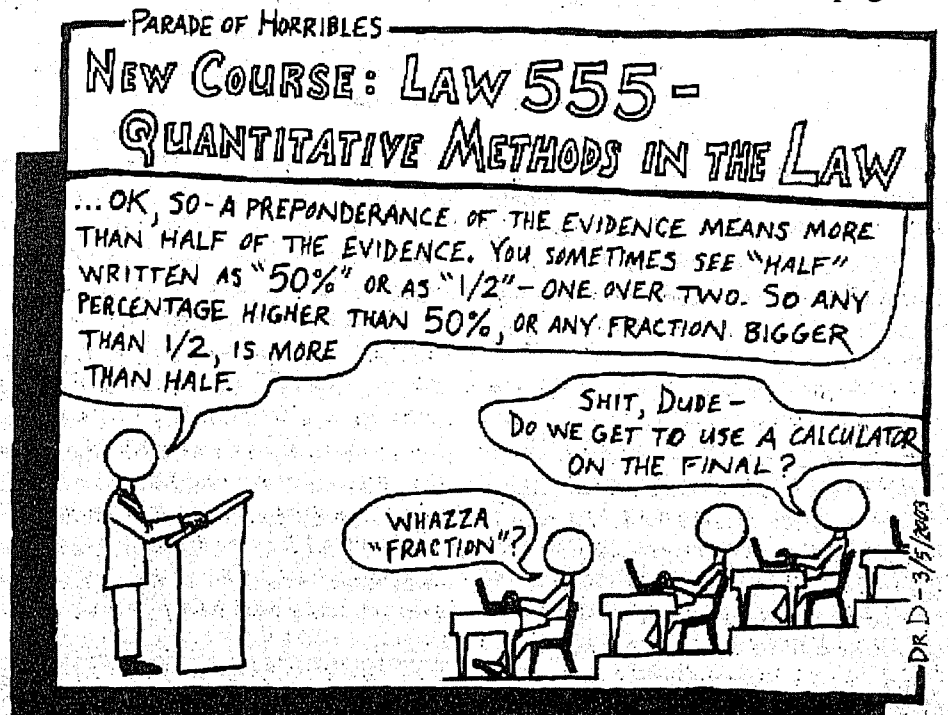 PARADE OF HORRIBLES
NEW COURSE: LAW 555 -
QUANTITATIVE METHODS IN THE LAW
...OK, SO - A PREPONDERANCE OF THE EVIDENCE MEANS MORE
THAN HALF OF THE EVIDENCE. YOU SOMETIMES SEE "HALF"
WRITTEN AS "50%" OR AS "1/2" - ONE OVER TWO. SO ANY
PERCENTAGE HIGHER THAN 50%, OR ANY FRACTION BIGGER
THAN 1/2, IS MORE
THAN HALF.
SHIT, DUDE -
DO WE GET TO USE A CALCULATOR
ON THE FINAL?
WHAZZA
"FRACTION"?
DR. D - 3/5/2003